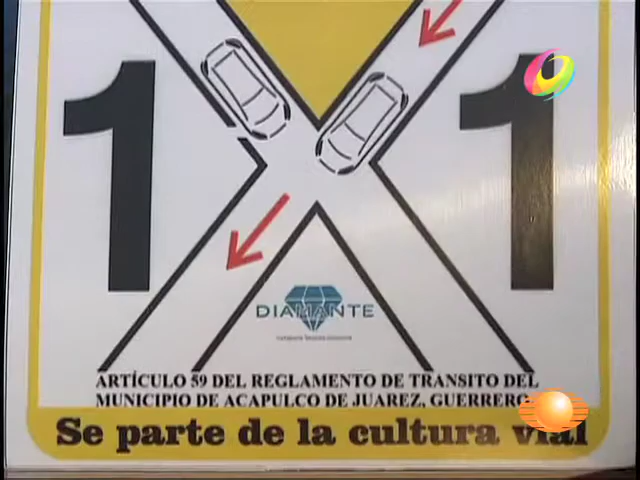 1 1
DIAMANTE
ARTÍCULO 59 DEL REGLAMENTO DE TRANSITO DEL
MUNICIPIO DE ACAPULCO DE JUAREZ, GUERRERO
Se parte de la cultura vial